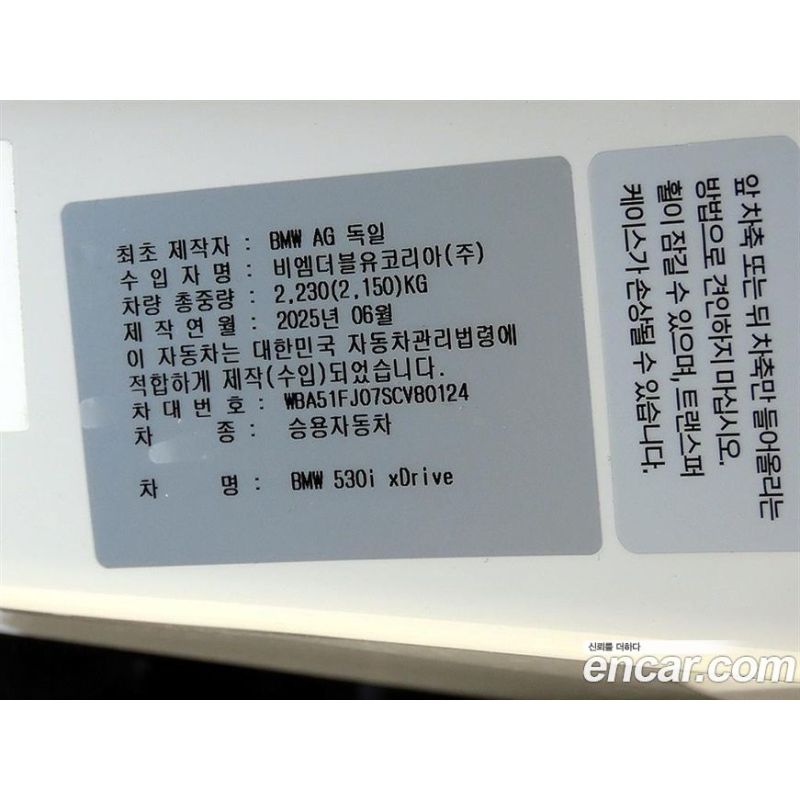 최초 제작자 : BMW AG 독일
수 입 자 명 : 비엠더블유코리아(주)
차량 총중량 : 2,230(2,150)KG
제 작 연 월 : 2025년 06월
이 자동차는 대한민국 자동차관리법령에
적합하게 제작(수입)되었습니다.
차 대 번 호 : WBA51FJ07SCV80124
차 종 : 승용자동차
차 명 : BMW 530i xDrive
앞 차축 또는 뒤 차축만 들어올리는
방법으로 견인하지 마십시오.
휠이 잠길 수 있으며, 트랜스퍼
케이스가 손상될 수 있습니다.
신뢰를 더하다
encar.com